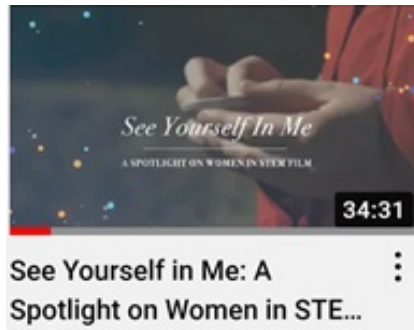 See Yourself In Me
A SPOTLIGHT ON WOMEN IN STEM FILM
34:31
See Yourself in Me: A
Spotlight on Women in STE...